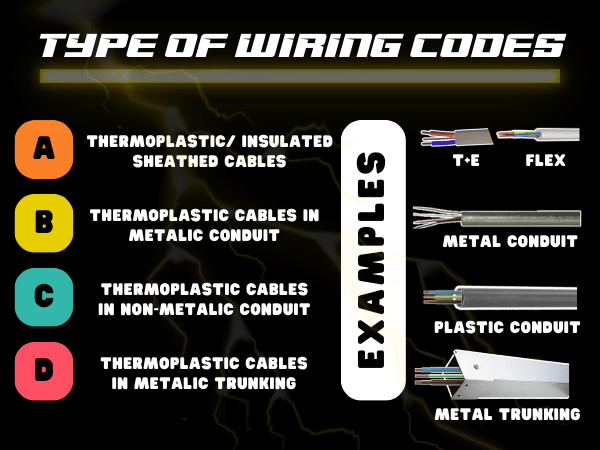 TYPE OF WIRING CODES
A
THERMOPLASTIC/ INSULATED
SHEATHED CABLES
B
THERMOPLASTIC CABLES IN
METALIC CONDUIT
C
THERMOPLASTIC CABLES
IN NON-METALIC CONDUIT
D
THERMOPLASTIC CABLES
IN METALIC TRUNKING
EXAMPLES
T+E
FLEX
METAL CONDUIT
PLASTIC CONDUIT
METAL TRUNKING